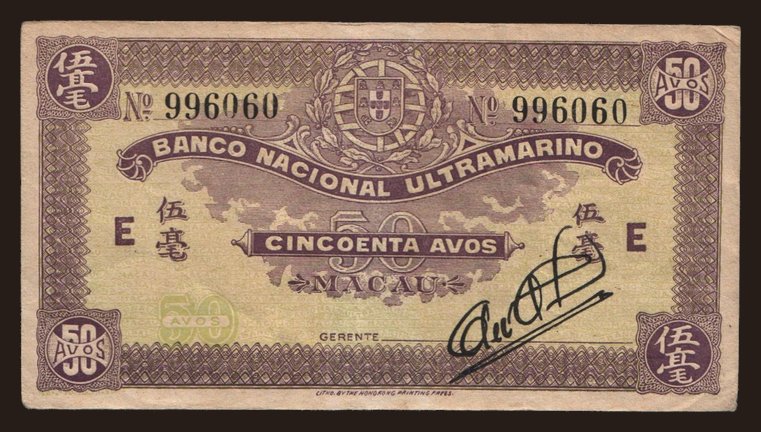 伍毫
50 AVOS
Nº 996060
Nº 996060
BANCO NACIONAL ULTRAMARINO
伍毫
伍毫
50
E
E
CINCOENTA AVOS
MACAU
50 AVOS
GERENTE
50 AVOS
伍毫
LITHO. BY THE HONGKONG PRINTING PRESS.